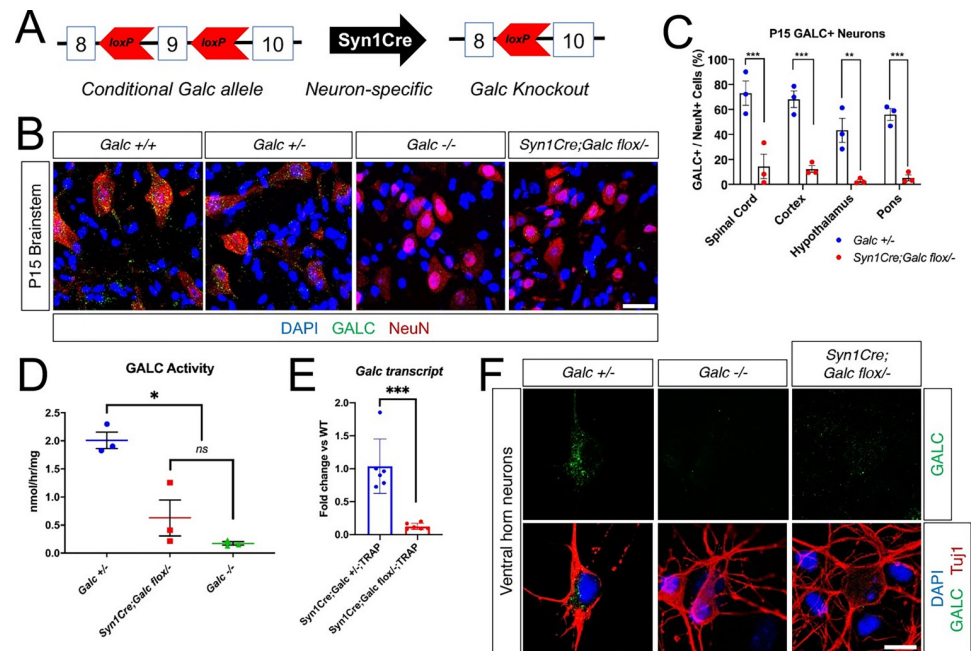 A
8 loxP 9 loxP 10 Syn1Cre 8 loxP 10
Conditional Galc allele Neuron-specific Galc Knockout
B
Galc +/+ Galc +/- Galc -/- Syn1Cre;Galc flox/-
P15 Brainstem
DAPI GALC NeuN
C
P15 GALC+ Neurons
GALC+ / NeuN+ Cells (%)
100
80
60
40
20
0
*** *** ** ***
Spinal Cord Cortex Hypothalamus Pons
Galc +/-
Syn1Cre;Galc flox/-
D
GALC Activity
nmol/hr/mg
2.5
2.0
1.5
1.0
0.5
0.0
*
ns
Galc +/- Syn1Cre;Galc flox/- Galc -/-
E
Galc transcript
Fold change vs WT
2.0
1.5
1.0
0.5
0.0
***
Syn1Cre;Galc+/-;TRAP
Syn1Cre;Galc flox/-;TRAP
F
Galc +/- Galc -/- Syn1Cre;
Galc flox/-
Ventral horn neurons
GALC
DAPI
GALC Tuj1